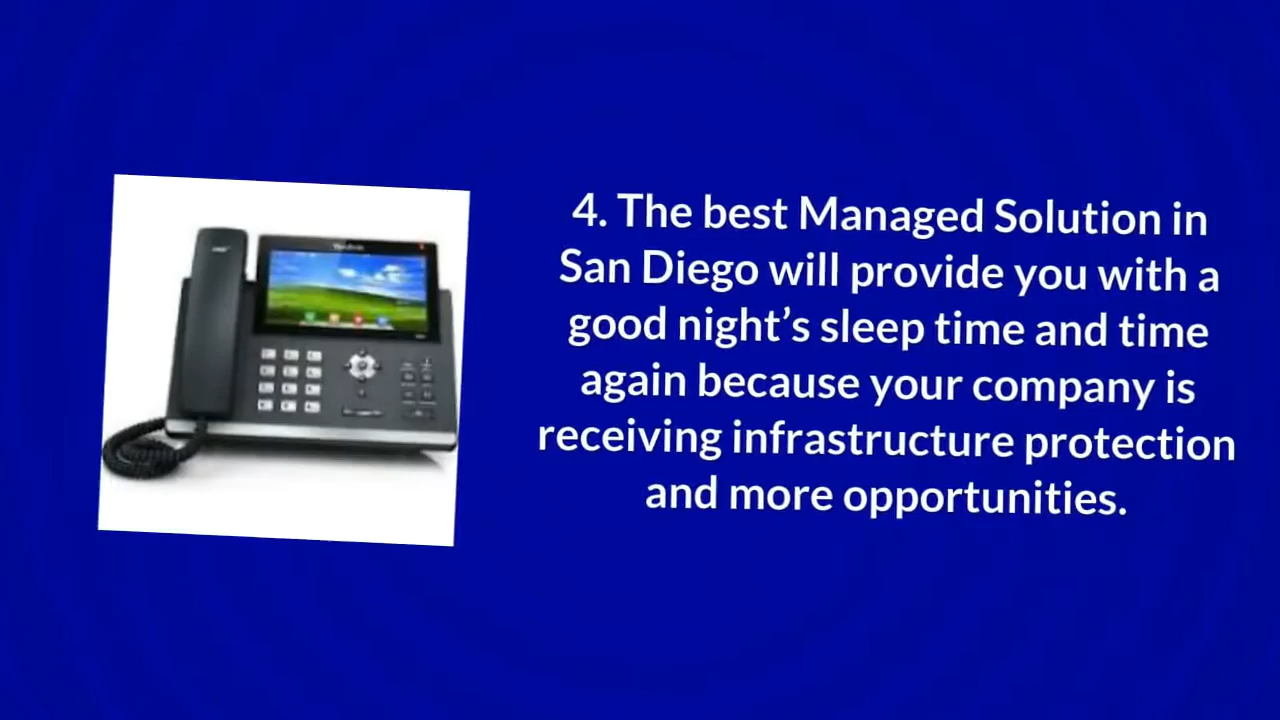 4. The best Managed Solution in
San Diego will provide you with a
good night’s sleep time and time
again because your company is
receiving infrastructure protection
and more opportunities.